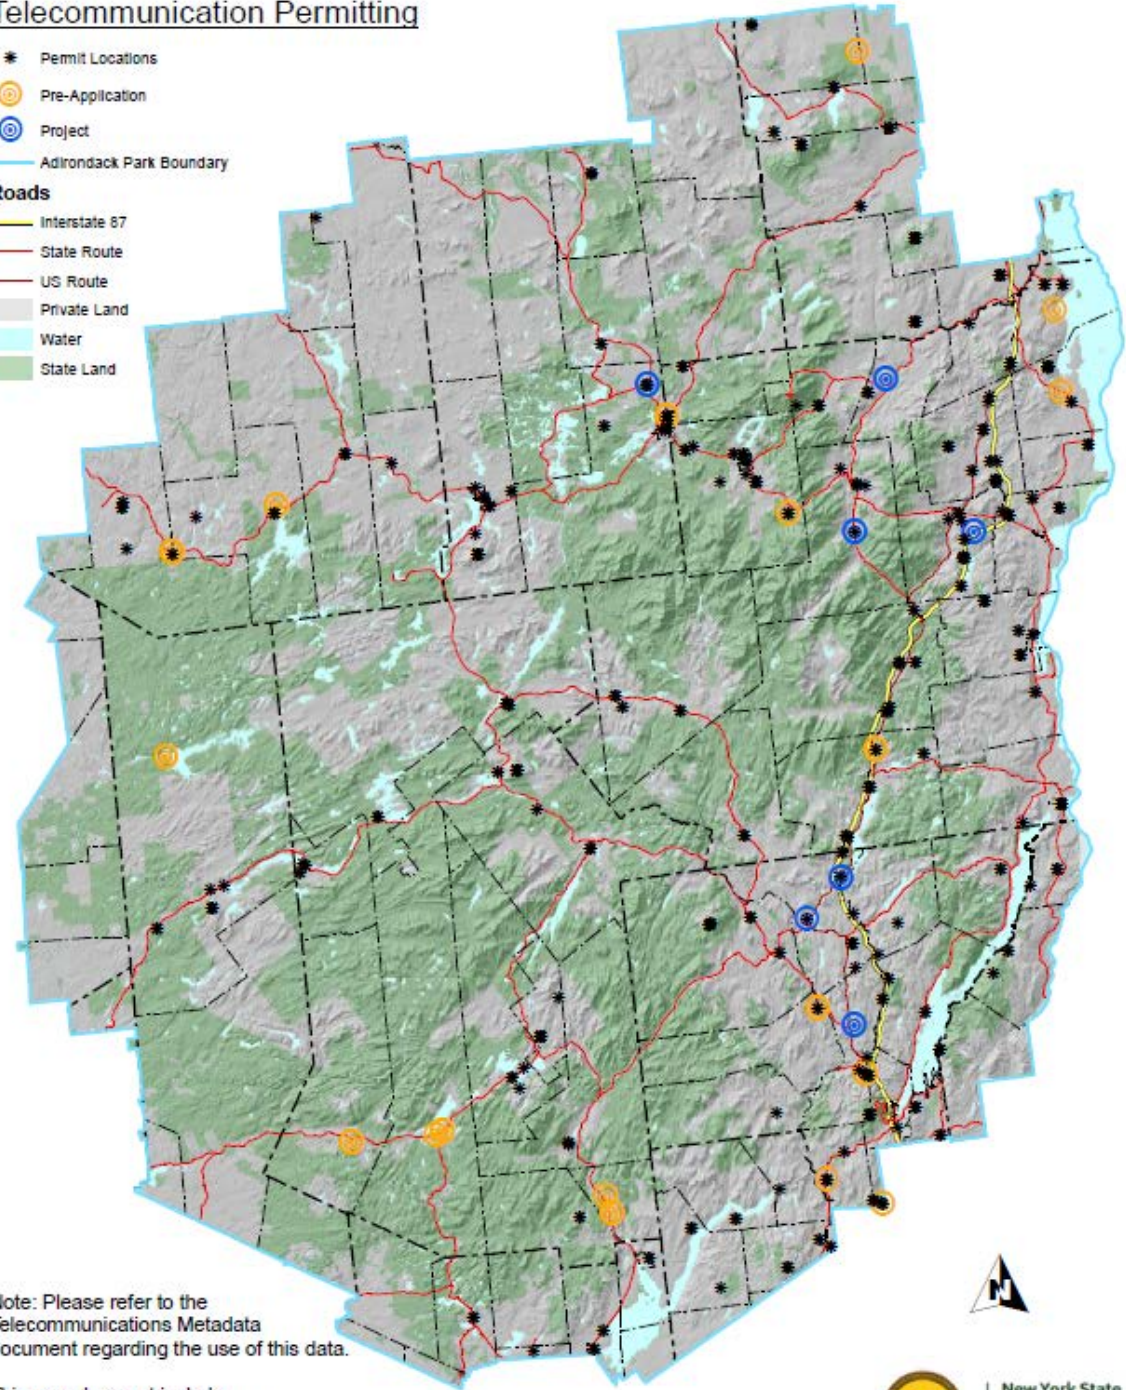 Telecommunication Permitting
Permit Locations
Pre-Application
Project
Adirondack Park Boundary
Roads
Interstate 87
State Route
US Route
Private Land
Water
State Land
N
Note: Please refer to the
Telecommunications Metadata
document regarding the use of this data.
New York State